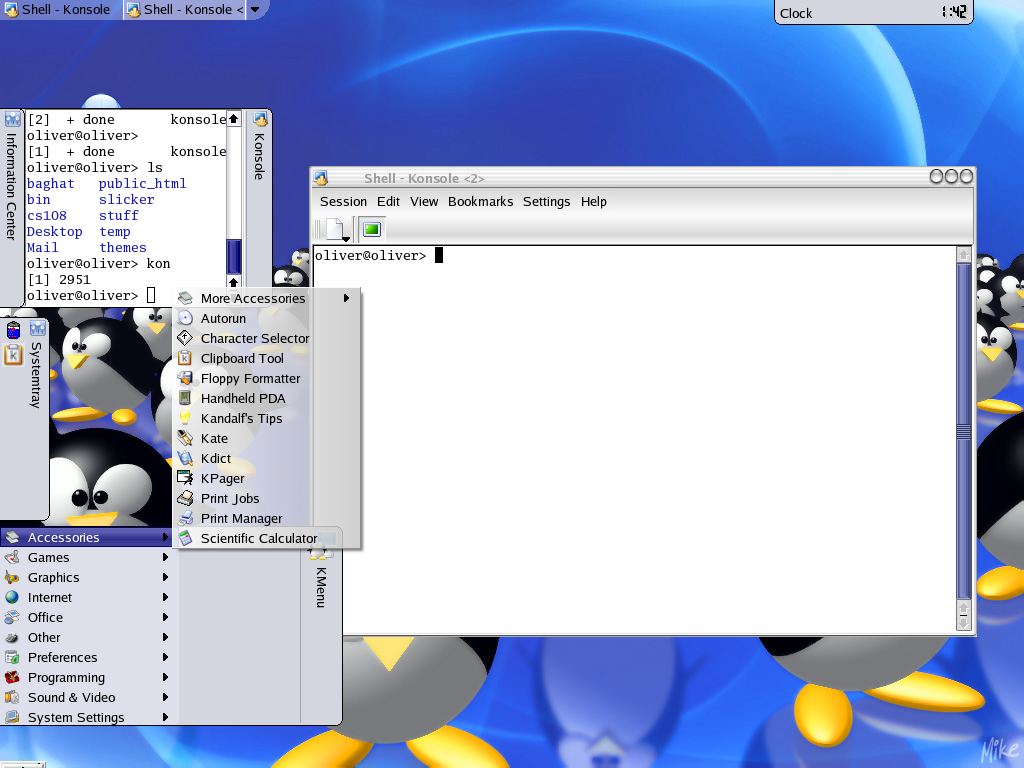 Shell - Konsole
Shell - Konsole <
Clock
1:42
Information Center
[2]  + done       konsole
oliver@oliver>
[1]  + done       konsole
oliver@oliver> ls
baghat   public_html
bin      slicker
cs108    stuff
Desktop  temp
Mail     themes
oliver@oliver> kon
[1] 2951
oliver@oliver>
Konsole
Shell - Konsole <2>
Session Edit View Bookmarks Settings Help
oliver@oliver>
Systemtray
More Accessories
Autorun
Character Selector
Clipboard Tool
Floppy Formatter
Handheld PDA
Kandalf's Tips
Kate
Kdict
KPager
Print Jobs
Print Manager
Scientific Calculator
Accessories
Games
Graphics
Internet
Office
Other
Preferences
Programming
Sound & Video
System Settings
KMenu
Mike